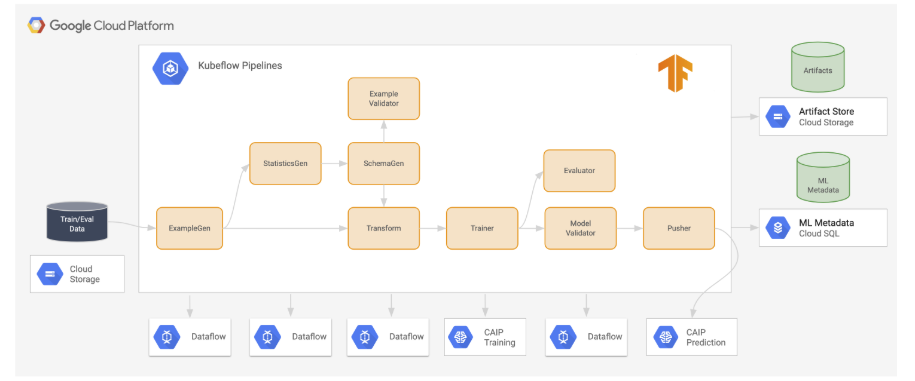 Google Cloud Platform
Kubeflow Pipelines
Artifacts
Example
Validator
Artifact Store
Cloud Storage
StatisticsGen
SchemaGen
Evaluator
ML
Metadata
Train/Eval
Data
ExampleGen
Transform
Trainer
Model
Validator
Pusher
ML Metadata
Cloud SQL
Cloud
Storage
Dataflow
Dataflow
Dataflow
CAIP
Training
Dataflow
CAIP
Prediction